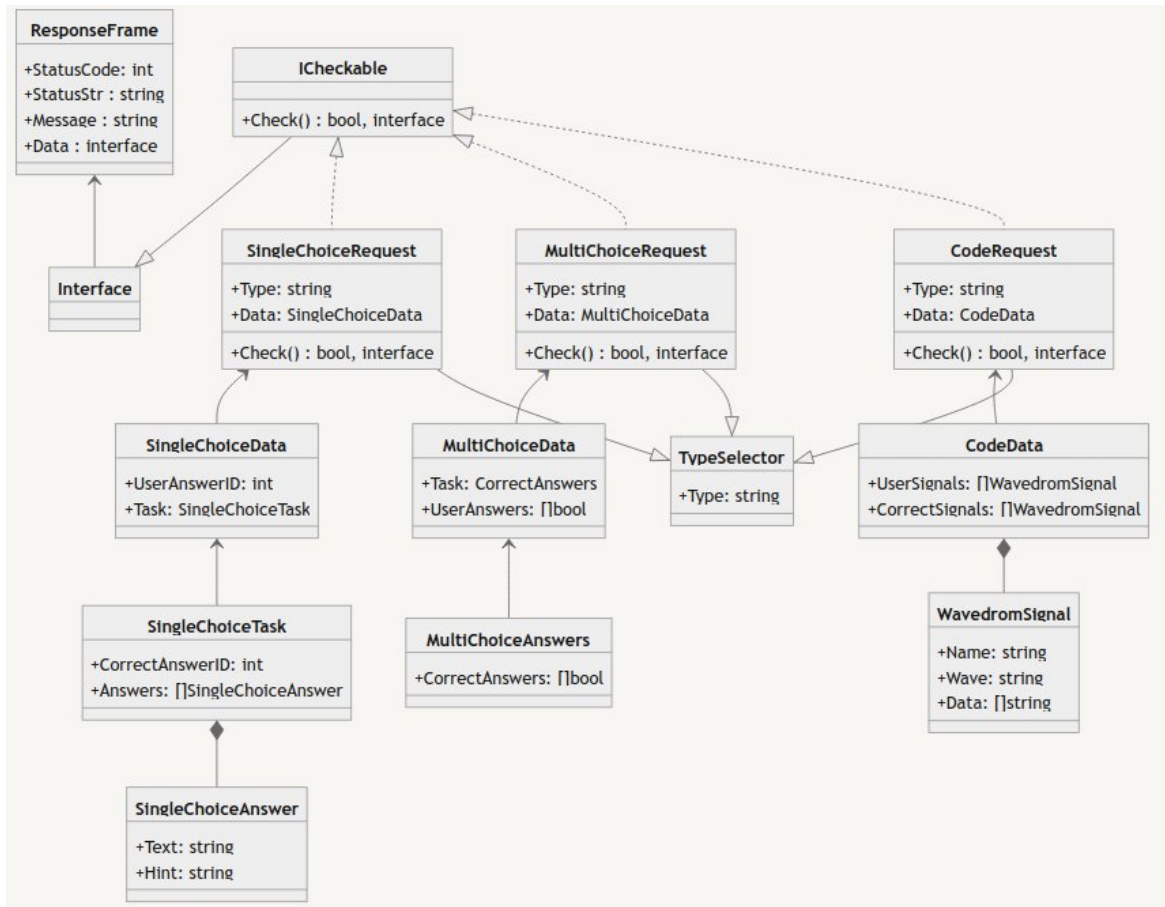 ResponseFrame
+StatusCode: int
+StatusStr : string
+Message : string
+Data : interface
ICheckable
+Check() : bool, interface
Interface
SingleChoiceRequest
+Type: string
+Data: SingleChoiceData
+Check() : bool, interface
MultiChoiceRequest
+Type: string
+Data: MultiChoiceData
+Check() : bool, interface
CodeRequest
+Type: string
+Data: CodeData
+Check() : bool, interface
SingleChoiceData
+UserAnswerID: int
+Task: SingleChoiceTask
MultiChoiceData
+Task: CorrectAnswers
+UserAnswers: []bool
TypeSelector
+Type: string
CodeData
+UserSignals: []WavedromSignal
+CorrectSignals: []WavedromSignal
SingleChoiceTask
+CorrectAnswerID: int
+Answers: []SingleChoiceAnswer
MultiChoiceAnswers
+CorrectAnswers: []bool
WavedromSignal
+Name: string
+Wave: string
+Data: []string
SingleChoiceAnswer
+Text: string
+Hint: string